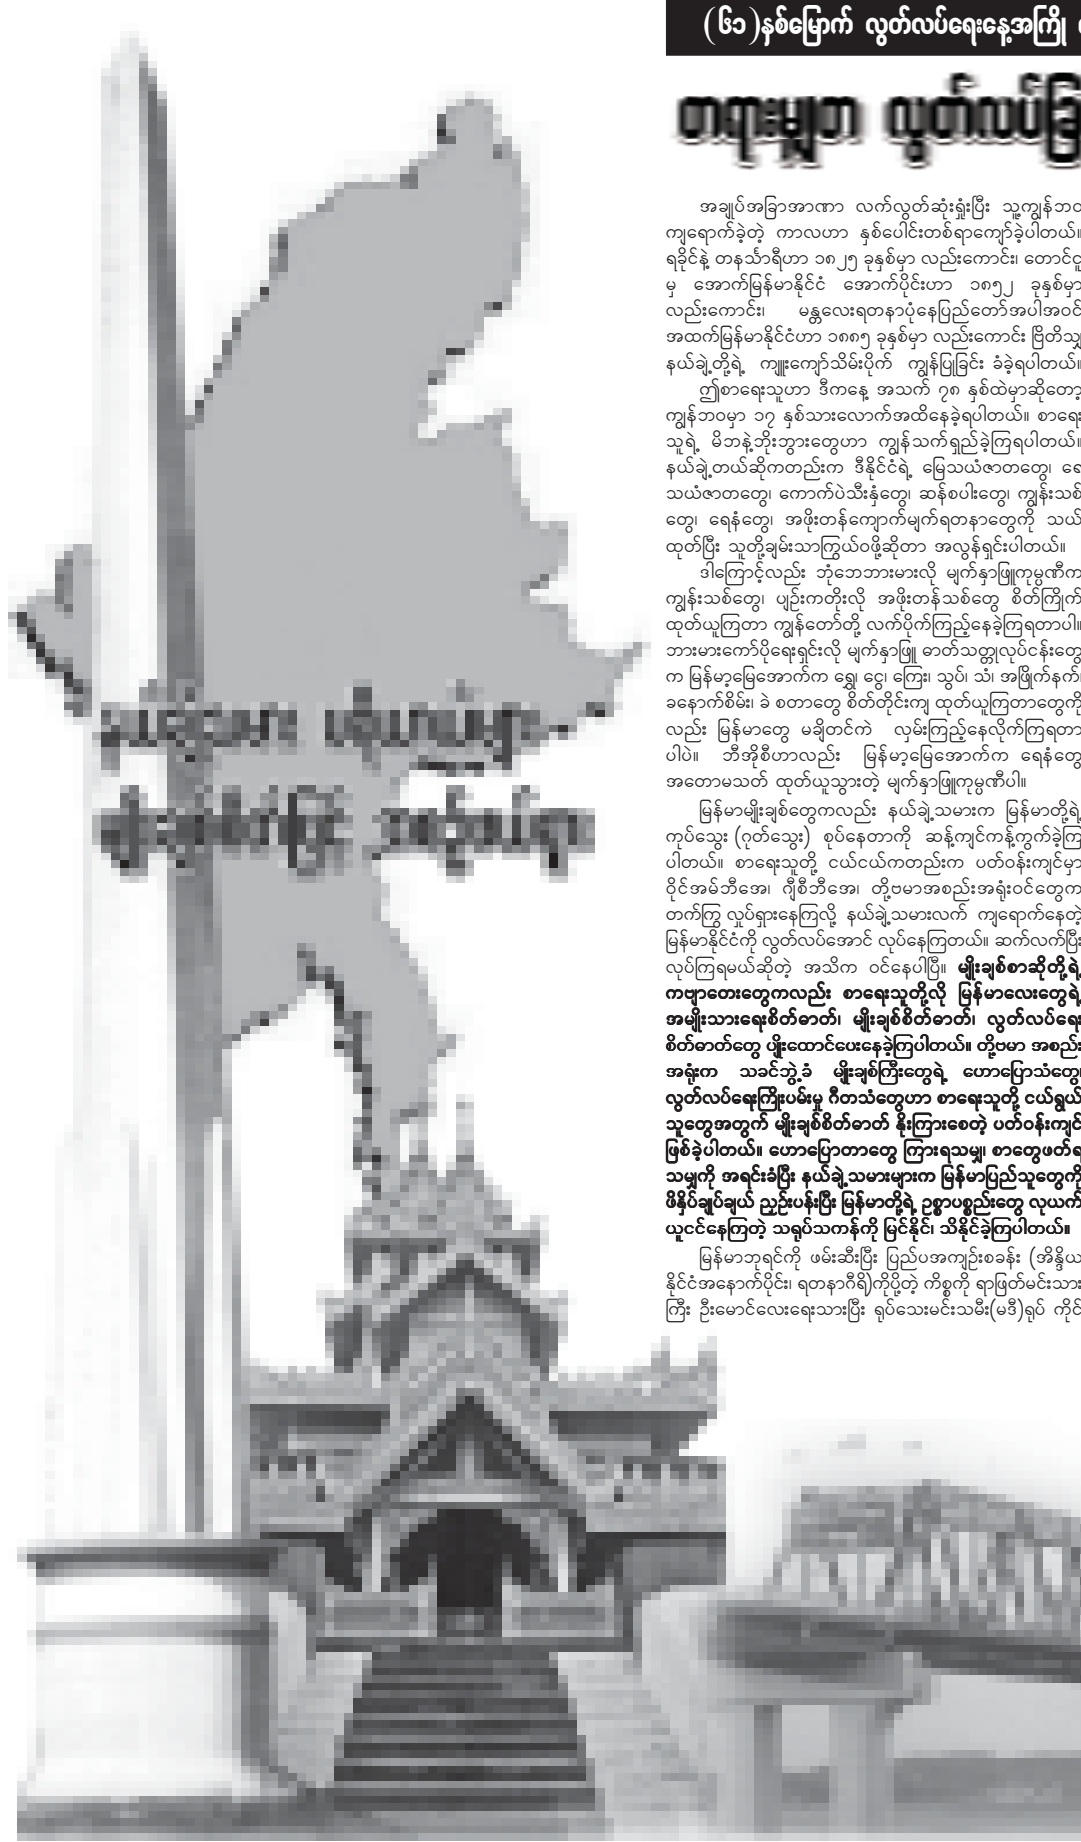 (၆၁)နှစ်မြောက် လွတ်လပ်ရေးနေ့အကြို
တရားမျှတ လွတ်လပ်ခြ
အချုပ်အခြာအာဏာ လက်လွတ်ဆုံးရှုံးပြီး သူ့ကျွန်ဘဝ
ကျရောက်ခဲ့တဲ့ ကာလဟာ နှစ်ပေါင်းတစ်ရာကျော်ခဲ့ပါတယ်။
ရခိုင်နဲ့ တနင်္သာရီဟာ ၁၈၂၅ ခုနှစ်မှာ လည်းကောင်း၊ တောင်ငူ
မှ အောက်မြန်မာနိုင်ငံ အောက်ပိုင်းဟာ ၁၈၅၂ ခုနှစ်မှာ
လည်းကောင်း၊ မန္တလေးရတနာပုံနေပြည်တော်အပါအဝင်
အထက်မြန်မာနိုင်ငံဟာ ၁၈၈၅ ခုနှစ်မှာ လည်းကောင်း ဗြိတိသျှ
နယ်ချဲ့တို့ရဲ့ ကျူးကျော်သိမ်းပိုက် ကျွန်ပြုခြင်း ခံခဲ့ရပါတယ်။
ဤစာရေးသူဟာ ဒီကနေ့ အသက် ၇၈ နှစ်ထဲမှာဆိုတော့
ကျွန်ဘဝမှာ ၁၇ နှစ်သားလောက်အထိနေခဲ့ရပါတယ်။ စာရေး
သူရဲ့ မိဘနဲ့ဘိုးဘွားတွေဟာ ကျွန်သက်ရှည်ခဲ့ကြရပါတယ်။
နယ်ချဲ့တယ်ဆိုကတည်းက ဒီနိုင်ငံရဲ့ မြေသယံဇာတတွေ၊ ရေ
သယံဇာတတွေ၊ ကောက်ပဲသီးနှံတွေ၊ ဆန်စပါးတွေ၊ ကျွန်းသစ်
တွေ၊ ရေနံတွေ၊ အဖိုးတန်ကျောက်မျက်ရတနာတွေကို သယ်
ထုတ်ပြီး သူတို့ချမ်းသာကြွယ်ဝဖို့ဆိုတာ အလွန်ရှင်းပါတယ်။
ဒါကြောင့်လည်း ဘုံဘေဘားမားလို မျက်နှာဖြူကုမ္ပဏီက
ကျွန်းသစ်တွေ၊ ပျဉ်းကတိုးလို အဖိုးတန်သစ်တွေ စိတ်ကြိုက်
ထုတ်ယူကြတာ ကျွန်တော်တို့ လက်ပိုက်ကြည့်နေခဲ့ကြရတာပါ။
ဘားမားကော်ပိုရေးရှင်းလို မျက်နှာဖြူ ဓာတ်သတ္တုလုပ်ငန်းတွေ
က မြန်မာ့မြေအောက်က ရွှေ၊ ငွေ၊ ကြေး၊ သွပ်၊ သံ၊ အဖြိုက်နက်၊
ခနောက်စိမ်း၊ ခဲ စတာတွေ စိတ်တိုင်းကျ ထုတ်ယူကြတာတွေကို
လည်း မြန်မာတွေ မချိတင်ကဲ လှမ်းကြည့်နေလိုက်ကြရတာ
ပါပဲ။ ဘီအိုစီဟာလည်း မြန်မာ့မြေအောက်က ရေနံတွေ
အတောမသတ် ထုတ်ယူသွားတဲ့ မျက်နှာဖြူကုမ္ပဏီပါ။
မြန်မာမျိုးချစ်တွေကလည်း နယ်ချဲ့သမားက မြန်မာတို့ရဲ့
ကုပ်သွေး (ဂုတ်သွေး) စုပ်နေတာကို ဆန့်ကျင်ကန့်ကွက်ခဲ့ကြ
ပါတယ်။ စာရေးသူတို့ ငယ်ငယ်ကတည်းက ပတ်ဝန်းကျင်မှာ
ဝိုင်အမ်ဘီအေ၊ ဂျီစီဘီအေ၊ တို့ဗမာအစည်းအရုံးဝင်တွေက
တက်ကြွ လှုပ်ရှားနေကြလို့ နယ်ချဲ့သမားလက် ကျရောက်နေတဲ့
မြန်မာနိုင်ငံကို လွတ်လပ်အောင် လုပ်နေကြတယ်။ ဆက်လက်ပြီး
လုပ်ကြရမယ်ဆိုတဲ့ အသိက ဝင်နေပါပြီ။ မျိုးချစ်စာဆိုတို့ရဲ့
ကဗျာတေးတွေကလည်း စာရေးသူတို့လို မြန်မာလေးတွေရဲ့
အမျိုးသားရေးစိတ်ဓာတ်၊ မျိုးချစ်စိတ်ဓာတ်၊ လွတ်လပ်ရေး
စိတ်ဓာတ်တွေ ပျိုးထောင်ပေးနေခဲ့ကြပါတယ်။ တို့ဗမာ အစည်း
အရုံးက သခင်ဘွဲ့ခံ မျိုးချစ်ကြီးတွေရဲ့ ဟောပြောသံတွေ၊
လွတ်လပ်ရေးကြိုးပမ်းမှု ဂီတသံတွေဟာ စာရေးသူတို့ ငယ်ရွယ်
သူတွေအတွက် မျိုးချစ်စိတ်ဓာတ် နိုးကြားစေတဲ့ ပတ်ဝန်းကျင်
ဖြစ်ခဲ့ပါတယ်။ ဟောပြောတာတွေ ကြားရသမျှ၊ စာတွေဖတ်ရ
သမျှကို အရင်းခံပြီး နယ်ချဲ့သမားများက မြန်မာပြည်သူတွေကို
ဖိနှိပ်ချုပ်ချယ် ညှဉ်းပန်းပြီး မြန်မာတို့ရဲ့ ဥစ္စာပစ္စည်းတွေ လုယက်
ယူငင်နေကြတဲ့ သရုပ်သကန်ကို မြင်နိုင်၊ သိနိုင်ခဲ့ကြပါတယ်။
မြန်မာဘုရင်ကို ဖမ်းဆီးပြီး ပြည်ပအကျဉ်းစခန်း (အိန္ဒိယ
နိုင်ငံအနောက်ပိုင်း၊ ရတနာဂီရိ)ကိုပို့တဲ့ ကိစ္စကို ရာဖြတ်မင်းသား
ကြီး ဦးမောင်လေးရေးသားပြီး ရုပ်သေးမင်းသမီး(မဒီ)ရုပ် ကိုင်
နယ်ချဲ့သမား ပရိယာယ်များ
မျိုးချစ်စိတ်ဖြင့် အစဉ်ဖယ်ရှား